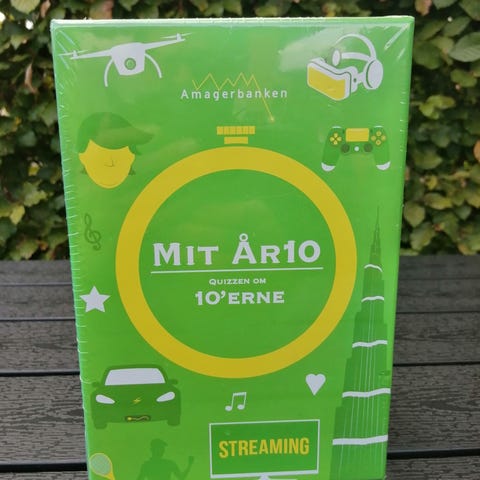 Amagerbanken
MIT ÅR10
QUIZZEN OM
10'ERNE
STREAMING